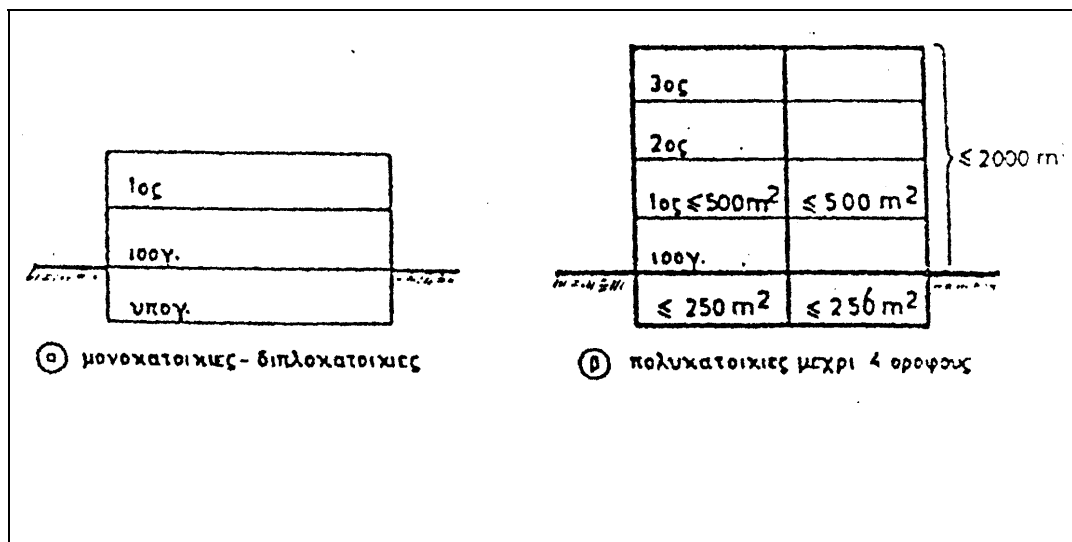 1ος
ισογ.
υπογ.
α μονοκατοικιες - διπλοκατοικιες
3ος
2ος
1ος ≤500m² ≤500 m²
ισογ.
≤ 250 m² ≤ 250 m²
≤ 2000 m
β πολυκατοικιες μεχρι 4 οροφους